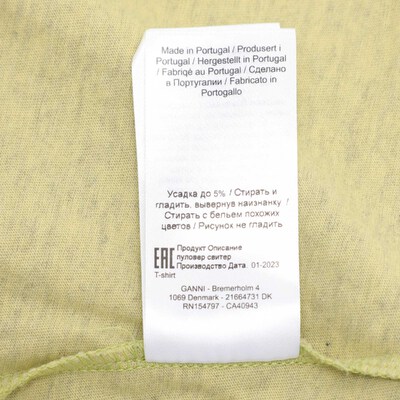 Made in Portugal / Produsert i
Portugal / Hergestellt in Portugal
/ Fabriqé au Portugal / Сделано
в Португалии / Fabricato in
Portogallo
Усадка до 5% / Стирать и
гладить, вывернув наизнанку /
Стирать с бельем похожих
цветов / Рисунок не гладить
EAC Продукт Описание
пуловер свитер
Производство Дата. 01-2023
T-shirt
GANNI - Bremerholm 4
1069 Denmark - 21664731 DK
RN154797 - CA40943